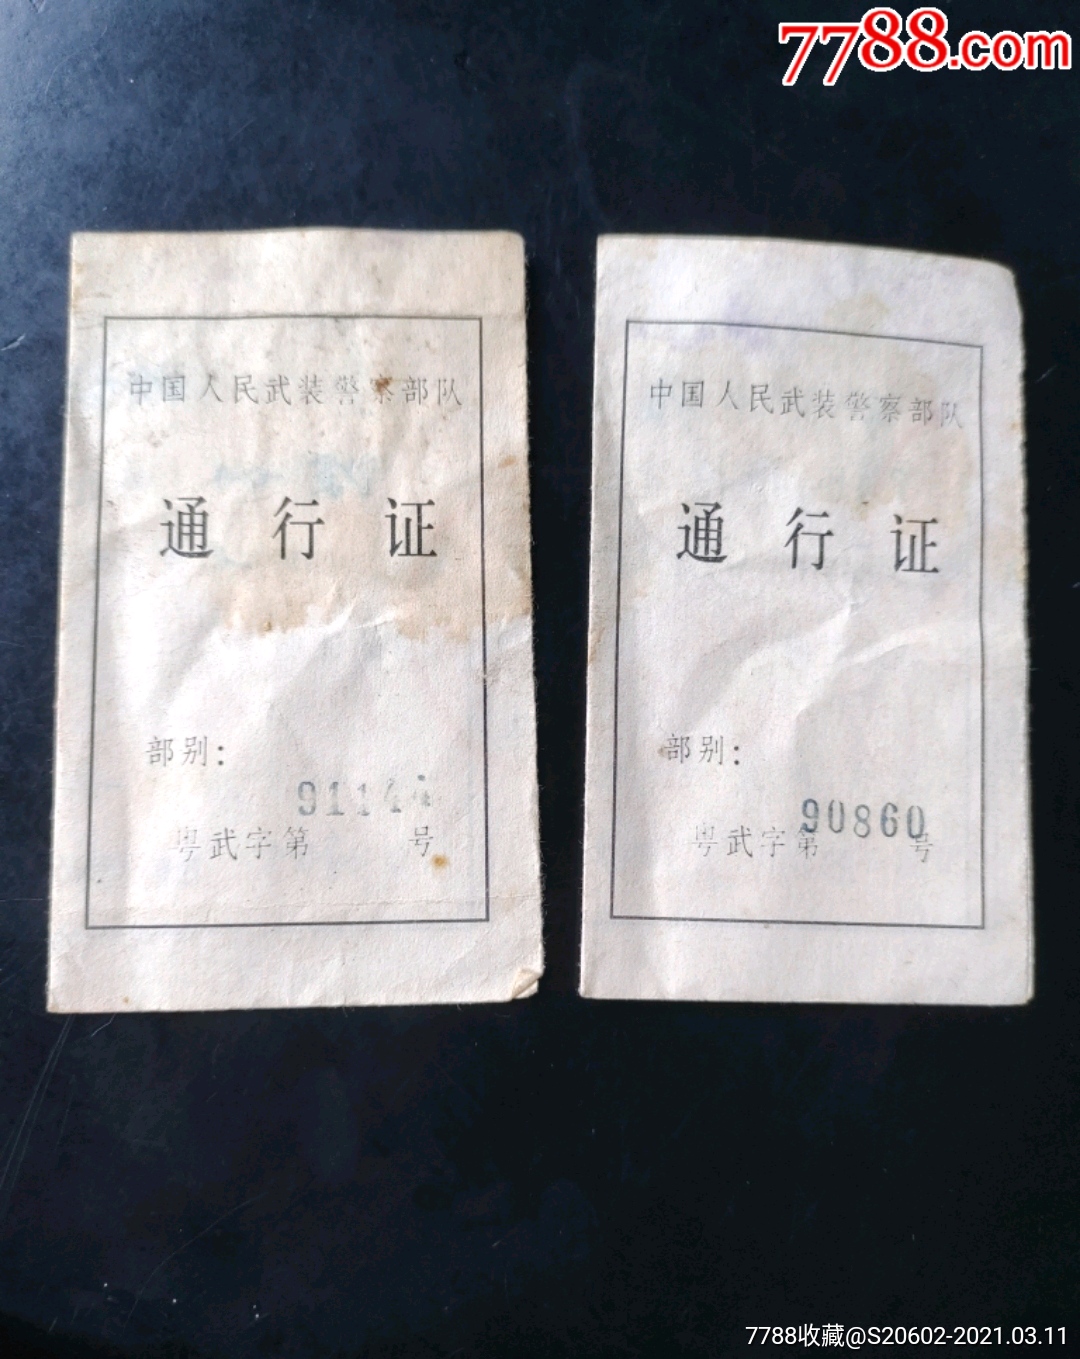 7788.com
中国人民武装警察部队
通行证
部别:
9114
粤武字第 号
中国人民武装警察部队
通行证
部别:
90860
粤武字第 号
7788收藏@S20602-2021.03.11